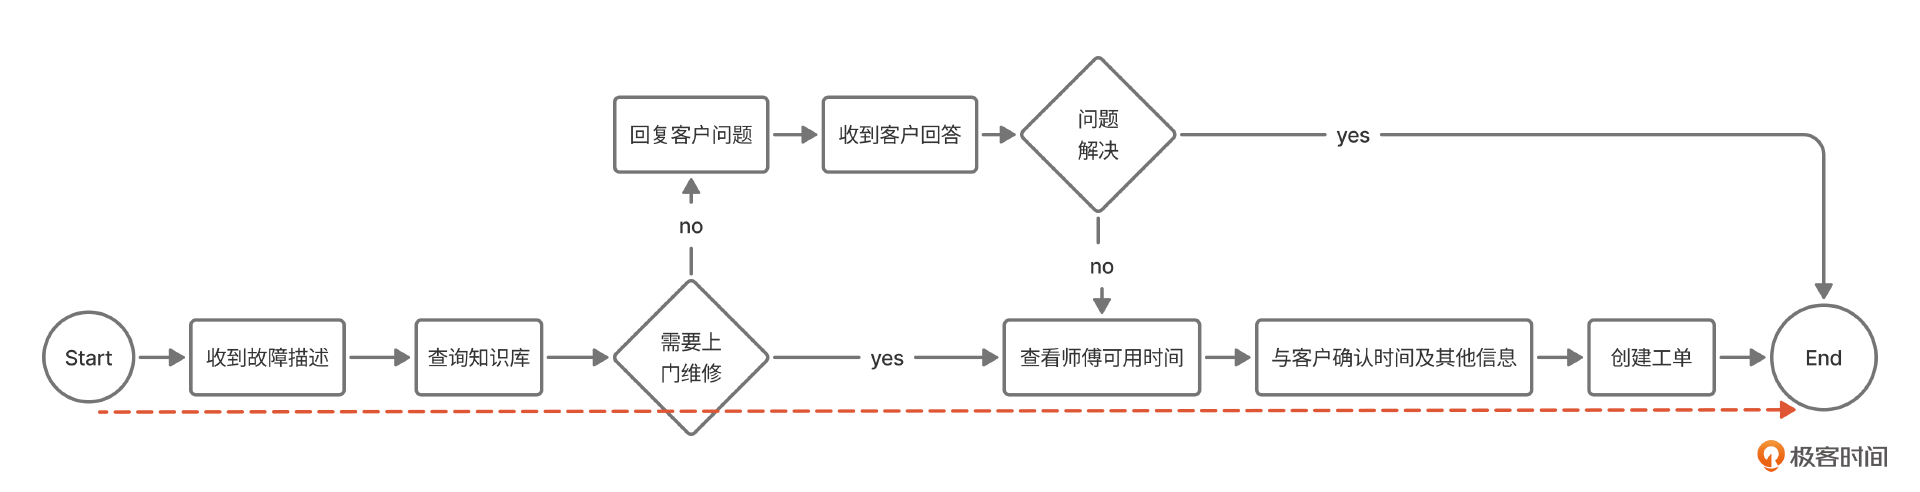 回复客户问题
收到客户回答
问题
解决
yes
no
no
Start
收到故障描述
查询知识库
需要上
门维修
yes
查看师傅可用时间
与客户确认时间及其他信息
创建工单
End
极客时间